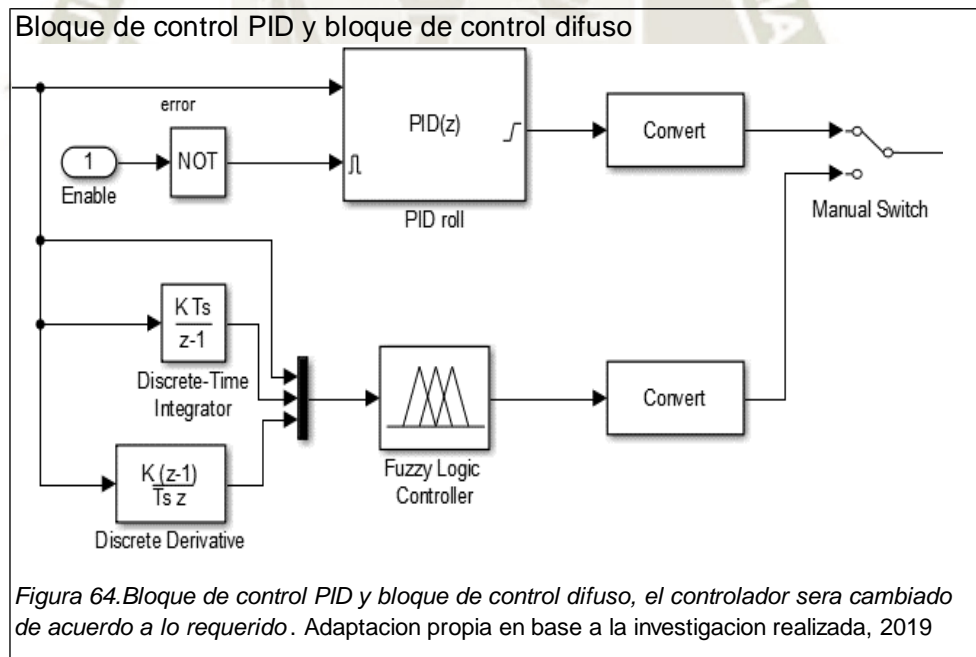 Bloque de control PID y bloque de control difuso
error
PID(z)
Convert
1
NOT
Enable
PID roll
Manual Switch
K Ts
z-1
Discrete-Time
Integrator
Convert
Fuzzy Logic
Controller
K (z-1)
Ts z
Discrete Derivative
Figura 64.Bloque de control PID y bloque de control difuso, el controlador sera cambiado
de acuerdo a lo requerido. Adaptacion propia en base a la investigacion realizada, 2019